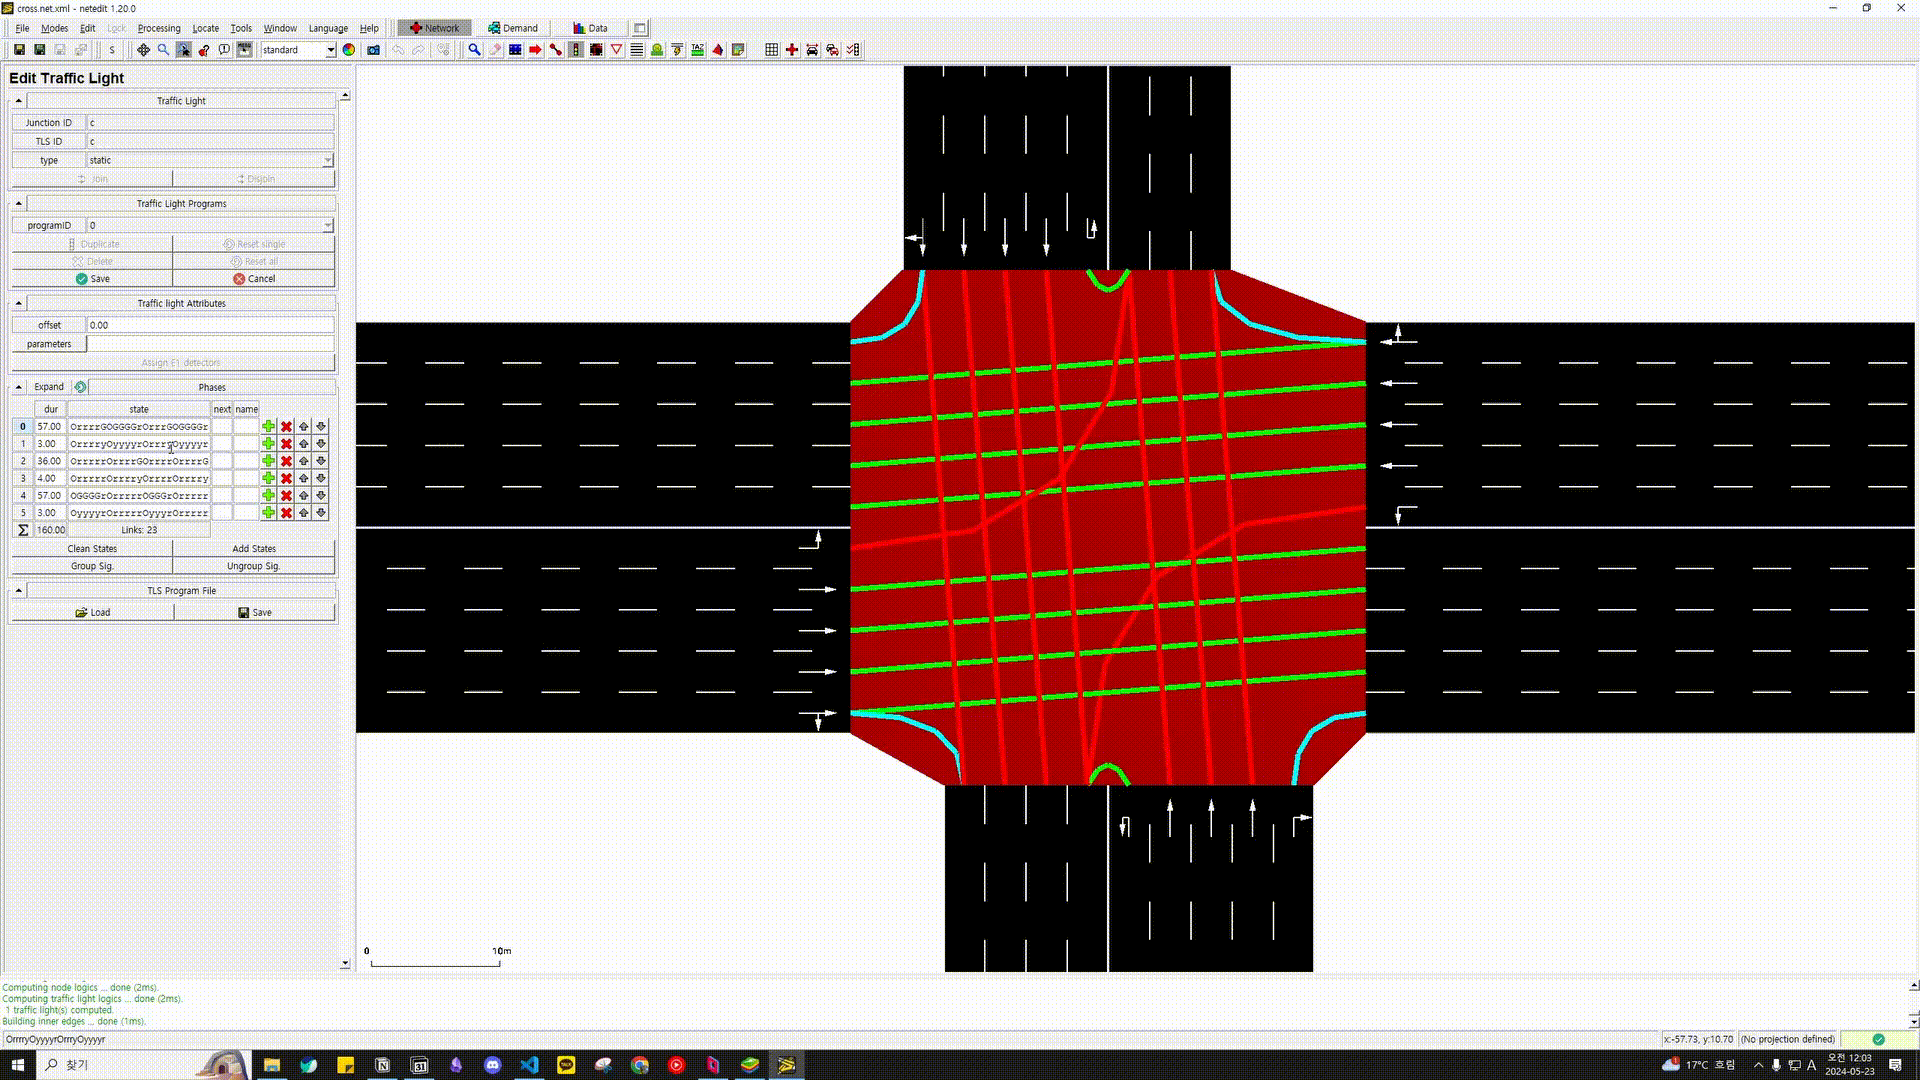 cross.net.xml - netedit 1.20.0
File Modes Edit Lock Processing Locate Tools Window Language Help Network Demand Data
S standard TAZ
Edit Traffic Light
Traffic Light
Junction ID c
TLS ID c
type static
Join Disjoin
Traffic Light Programs
programID 0
Duplicate Reset single
Delete Reset all
Save Cancel
Traffic light Attributes
offset 0.00
parameters
Assign E1 detectors
Expand Phases
dur state next name
0 57.00 OrrrrGOGGGGrOrrrGOGGGGr
1 3.00 OrrrryOyyyyrOrrryOyyyyr
2 36.00 OrrrrrOrrrrGOrrrrOrrrrG
3 4.00 OrrrrrOrrrryOrrrrOrrrry
4 57.00 OGGGGrOrrrrrOGGGrOrrrrr
5 3.00 OyyyyrOrrrrrOyyyrOrrrrr
Σ 160.00 Links: 23
Clean States Add States
Group Sig. Ungroup Sig.
TLS Program File
Load Save
0 10m
Computing node logics ... done (2ms).
Computing traffic light logics ... done (2ms).
1 traffic light(s) computed.
Building inner edges ... done (1ms).
OrrrryOyyyyrOrrryOyyyyr x:-57.73, y:10.70 (No projection defined)
찾기 31 TALK 17°C 흐림 A 오전 12:03
2024-05-23